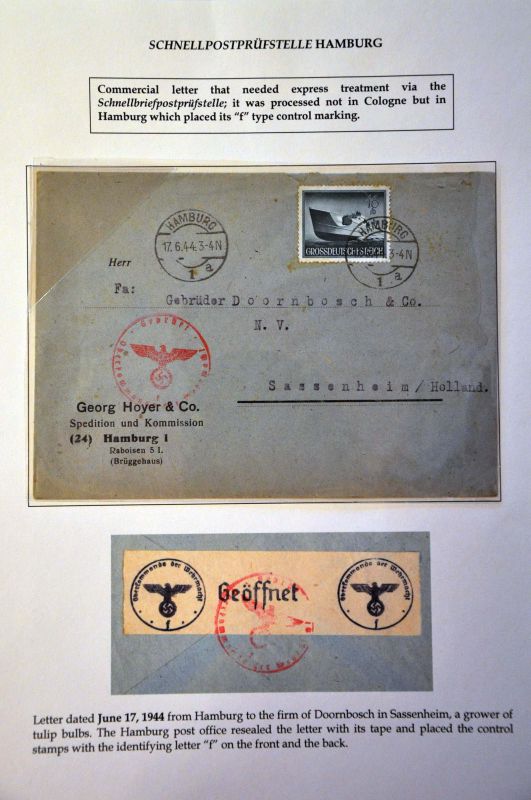 SCHNELLPOSTPRÜFSTELLE HAMBURG
Commercial letter that needed express treatment via the
Schnellbriefpostprüfstelle; it was processed not in Cologne but in
Hamburg which placed its "f" type control marking.
HAMBURG
17.6.44.3-4N
1 a
GROSSDEUTSCHES REICH
HAMBURG
3-4N
1 a
Herr
Fa:
Gebrüder Doornbosch & Co.
N. V.
Sassenheim/Holland.
Geprüft
Oberkommando
f
Georg Hoyer & Co.
Spedition und Kommission
(24) Hamburg 1
Raboisen 5 I.
(Brüggehaus)
Oberkommando der Wehrmacht
f
Geöffnet
Oberkommando der Wehrmacht
f
Letter dated June 17, 1944 from Hamburg to the firm of Doornbosch in Sassenheim, a grower of
tulip bulbs. The Hamburg post office resealed the letter with its tape and placed the control
stamps with the identifying letter "f" on the front and the back.